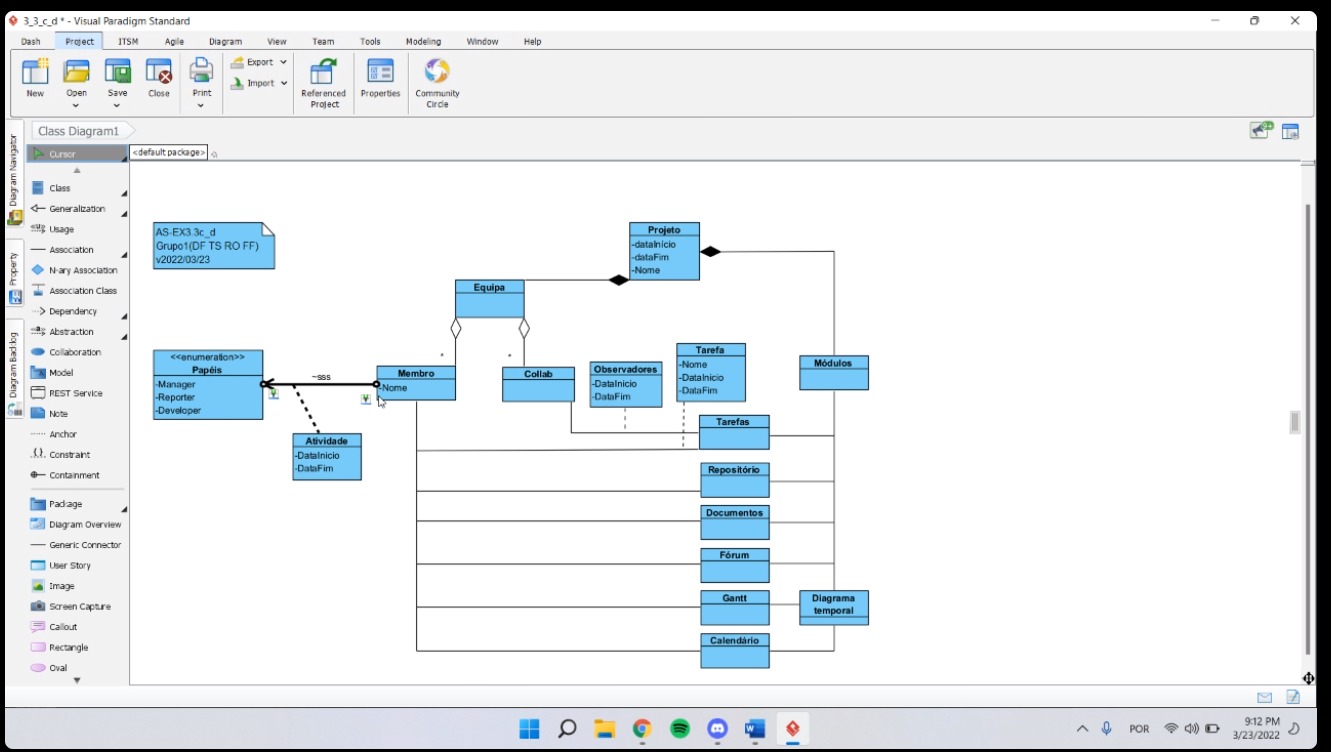 3_3_c_d * - Visual Paradigm Standard
Dash Project ITSM Agile Diagram View Team Tools Modeling Window Help
New Open Save Close Print Export Import Referenced Project Properties Community Circle
Class Diagram1
Diagram Navigator
Property
Diagram Backlog
Cursor
Class
Generalization
Usage
Association
N-ary Association
Association Class
Dependency
Abstraction
Collaboration
Model
REST Service
Note
Anchor
Constraint
Containment
Package
Diagram Overview
Generic Connector
User Story
Image
Screen Capture
Callout
Rectangle
Oval
<default package>
AS-EX3.3c_d
Grupo1(DF TS RO FF)
v2022/03/23
Projeto
-dataInício
-dataFim
-Nome
Equipa
*
*
<<enumeration>>
Papéis
-Manager
-Reporter
-Developer
~sss
Membro
-Nome
Collab
Observadores
-DataInicio
-DataFim
Tarefa
-Nome
-DataInicio
-DataFim
Módulos
Atividade
-DataInicio
-DataFim
Tarefas
Repositório
Documentos
Fórum
Gantt
Diagrama
temporal
Calendário
POR
9:12 PM
3/23/2022